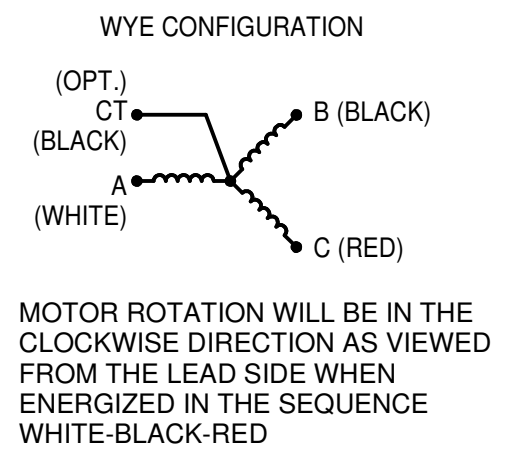 WYE CONFIGURATION
(OPT.)
CT
(BLACK)
B (BLACK)
A
(WHITE)
C (RED)
MOTOR ROTATION WILL BE IN THE
CLOCKWISE DIRECTION AS VIEWED
FROM THE LEAD SIDE WHEN
ENERGIZED IN THE SEQUENCE
WHITE-BLACK-RED